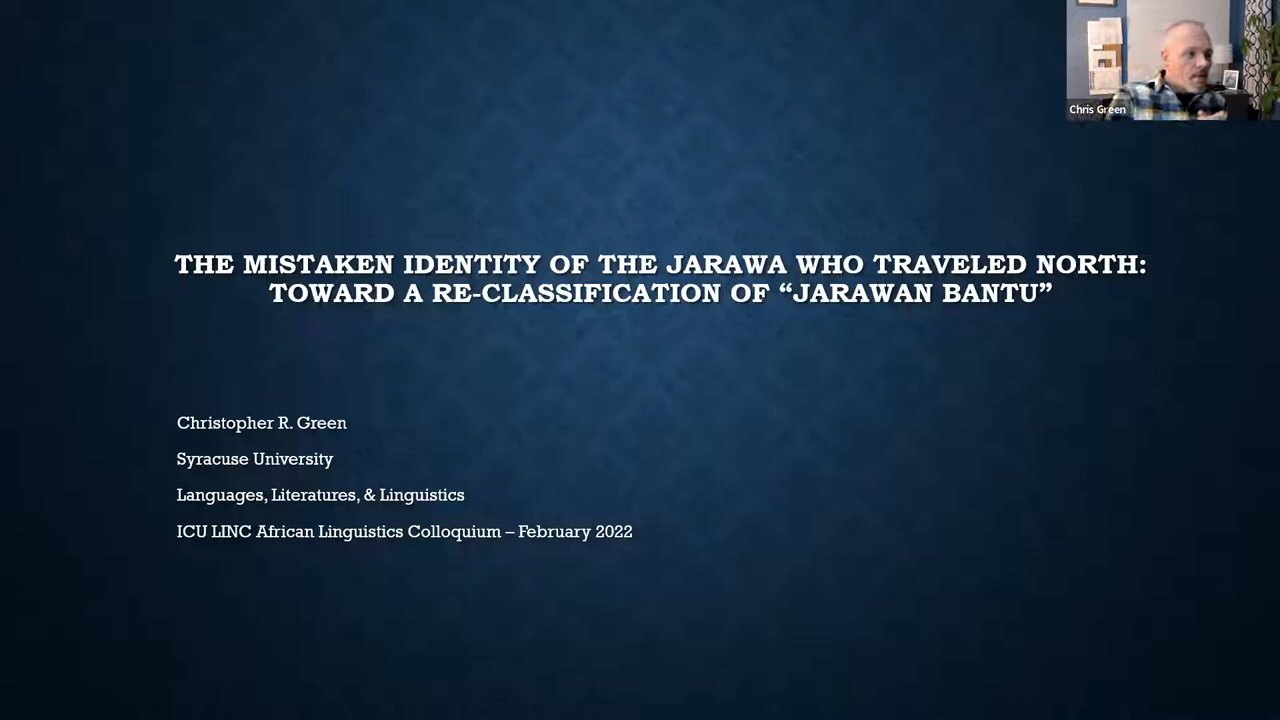 Chris Green
THE MISTAKEN IDENTITY OF THE JARAWA WHO TRAVELED NORTH:
TOWARD A RE-CLASSIFICATION OF “JARAWAN BANTU”
Christopher R. Green
Syracuse University
Languages, Literatures, & Linguistics
ICU LINC African Linguistics Colloquium – February 2022